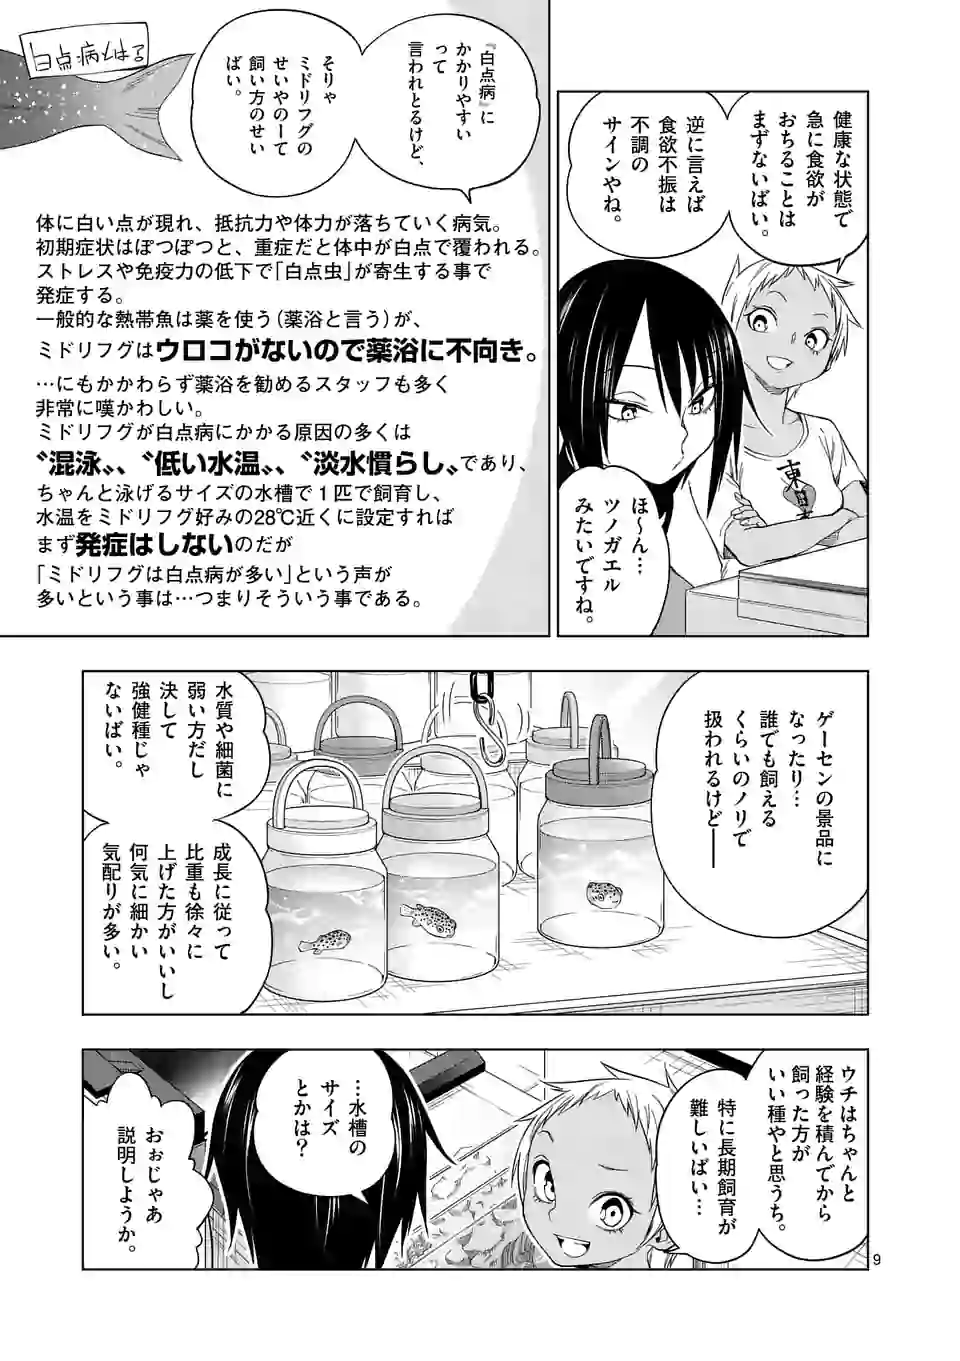 健康な状態で
急に食欲が
おちることは
まずないばい。
逆に言えば
食欲不振は
不調の
サインやね。
ほ〜ん…
ツノガエル
みたいですね。
『白点病』に
かかりやすい
って
言われとるけど、
そりゃ
ミドリフグの
せいやのーて
飼い方のせい
ばい。
白点病とは
体に白い点が現れ、抵抗力や体力が落ちていく病気。
初期症状はぽつぽつと、重症だと体中が白点で覆われる。
ストレスや免疫力の低下で「白点虫」が寄生する事で
発症する。
一般的な熱帯魚は薬を使う（薬浴と言う）が、
ミドリフグはウロコがないので薬浴に不向き。
…にもかかわらず薬浴を勧めるスタッフも多く
非常に嘆かわしい。
ミドリフグが白点病にかかる原因の多くは
〝混泳〟、〝低い水温〟、〝淡水慣らし〟であり、
ちゃんと泳げるサイズの水槽で１匹で飼育し、
水温をミドリフグ好みの28℃近くに設定すれば
まず発症はしないのだが
「ミドリフグは白点病が多い」という声が
多いという事は…つまりそういう事である。
ゲーセンの景品に
なったり…
誰でも飼える
くらいのノリで
扱われるけど──
水質や細菌に
弱い方だし
決して
強健種じゃ
ないばい。
成長に従って
比重も徐々に
上げた方がいいし
何気に細かい
気配りが多い。
ウチはちゃんと
経験を積んでから
飼った方が
いい種やと思うち。
特に長期飼育が
難しいばい…
…水槽の
サイズ
とかは？
おおじゃあ
説明しようか。
9